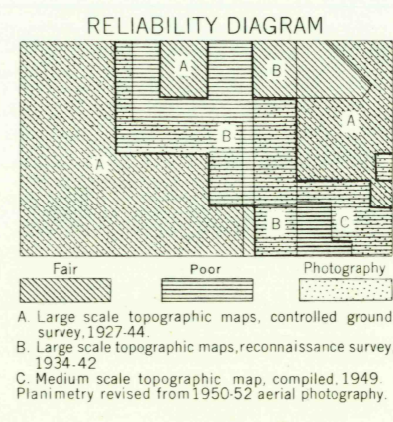 RELIABILITY DIAGRAM
A
B
A
B
A
B
C
Fair
Poor
Photography
A. Large scale topographic maps, controlled ground
survey, 1927-44.
B. Large scale topographic maps, reconnaissance survey
1934-42
C. Medium scale topographic map, compiled, 1949.
Planimetry revised from 1950-52 aerial photography.